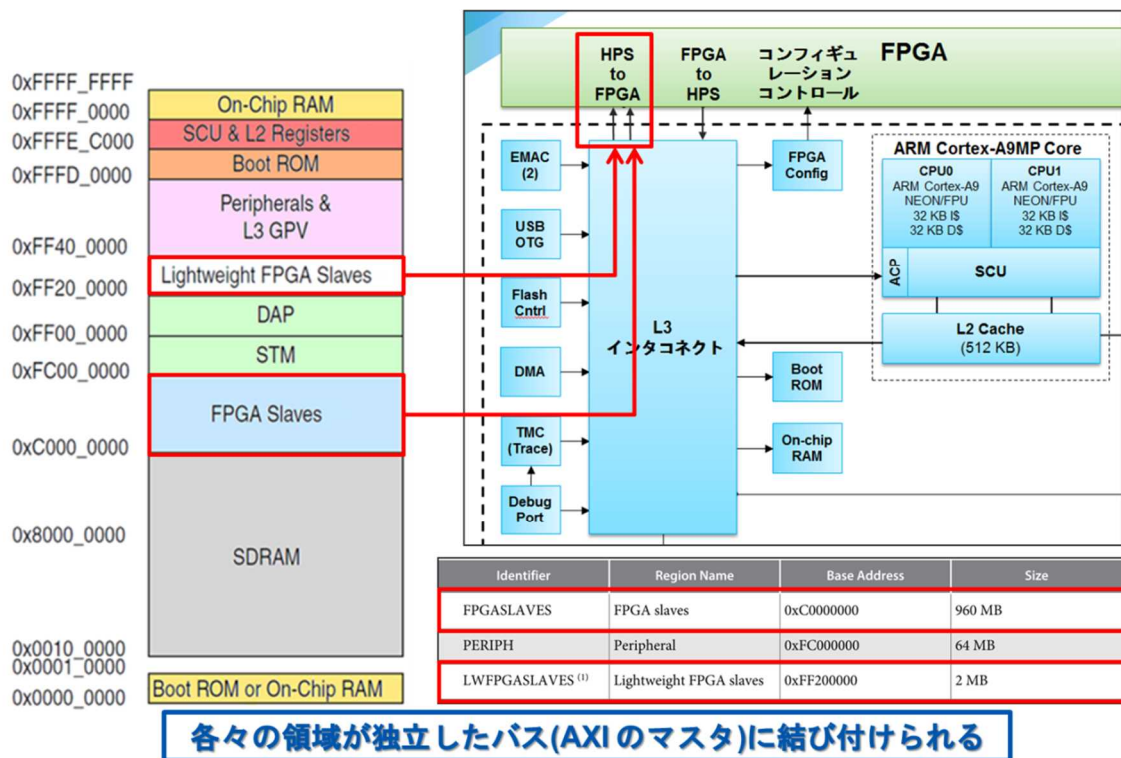 0xFFFF_FFFF
0xFFFF_0000
0xFFFE_C000
0xFFFD_0000
0xFF40_0000
0xFF20_0000
0xFF00_0000
0xFC00_0000
0xC000_0000
0x8000_0000
0x0010_0000
0x0001_0000
0x0000_0000
On-Chip RAM
SCU & L2 Registers
Boot ROM
Peripherals &
L3 GPV
Lightweight FPGA Slaves
DAP
STM
FPGA Slaves
SDRAM
Boot ROM or On-Chip RAM
HPS
to
FPGA
FPGA
to
HPS
コンフィギュ
レーション
コントロール
FPGA
EMAC
(2)
USB
OTG
Flash
Cntrl
DMA
TMC
(Trace)
Debug
Port
L3
インタコネクト
FPGA
Config
Boot
ROM
On-chip
RAM
ARM Cortex-A9MP Core
CPU0
ARM Cortex-A9
NEON/FPU
32 KB I$
32 KB D$
CPU1
ARM Cortex-A9
NEON/FPU
32 KB I$
32 KB D$
ACP
SCU
L2 Cache
(512 KB)
Identifier Region Name Base Address Size
FPGASLAVES FPGA slaves 0xC0000000 960 MB
PERIPH Peripheral 0xFC000000 64 MB
LWFPGASLAVES (1) Lightweight FPGA slaves 0xFF200000 2 MB
各々の領域が独立したバス(AXIのマスタ)に結び付けられる